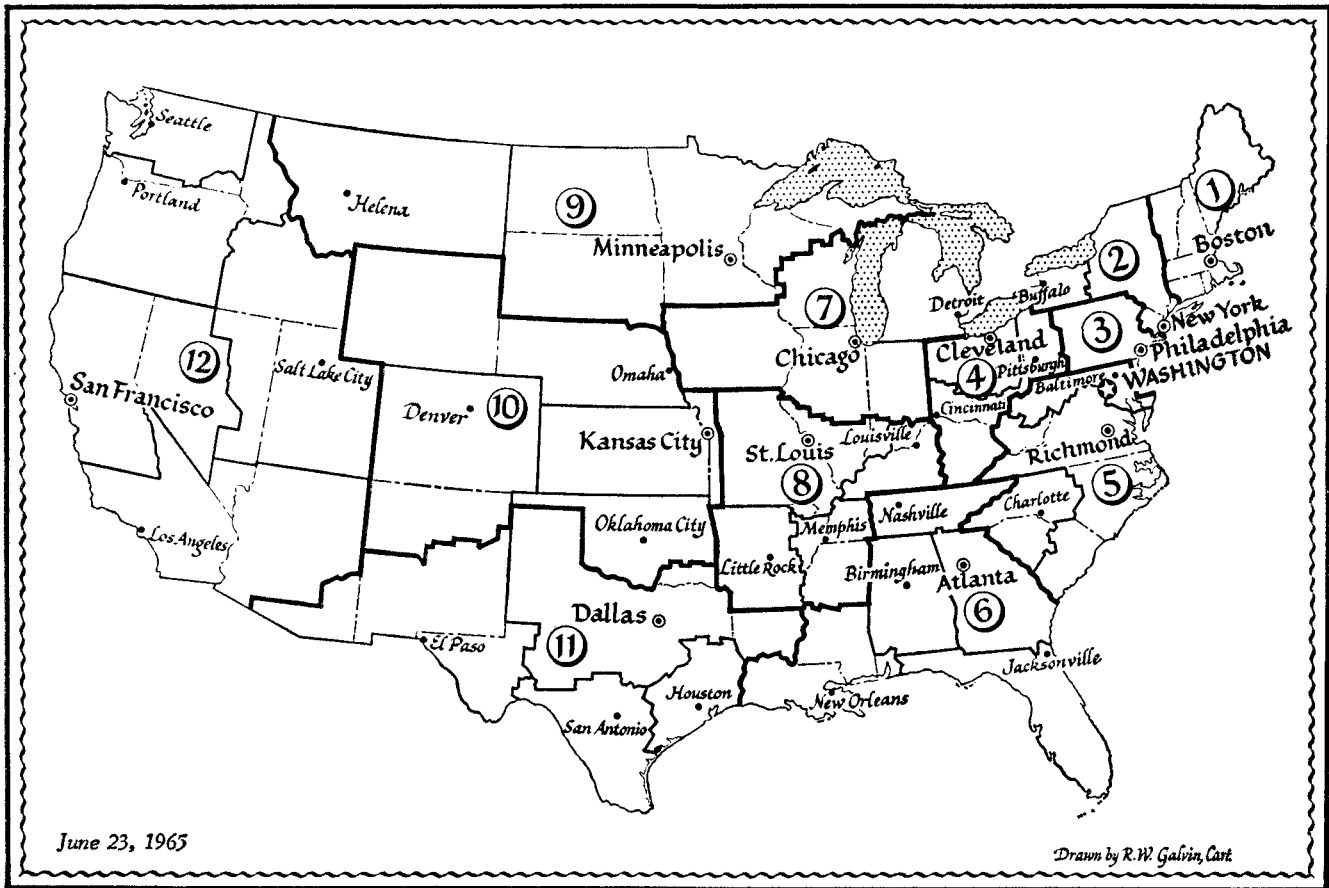 Seattle
Portland
Helena
9
Minneapolis
1
Boston
2
Buffalo
Detroit
7
Chicago
Cleveland
4
Pittsburgh
3
New York
Philadelphia
WASHINGTON
Baltimore
Cincinnati
12
San Francisco
Salt Lake City
Omaha
Denver
10
Kansas City
St. Louis
8
Louisville
Richmond
5
Charlotte
Nashville
Memphis
Oklahoma City
Little Rock
Birmingham
Atlanta
6
Los Angeles
Dallas
11
El Paso
Houston
San Antonio
New Orleans
Jacksonville
June 23, 1965
Drawn by R.W. Galvin, Cart.